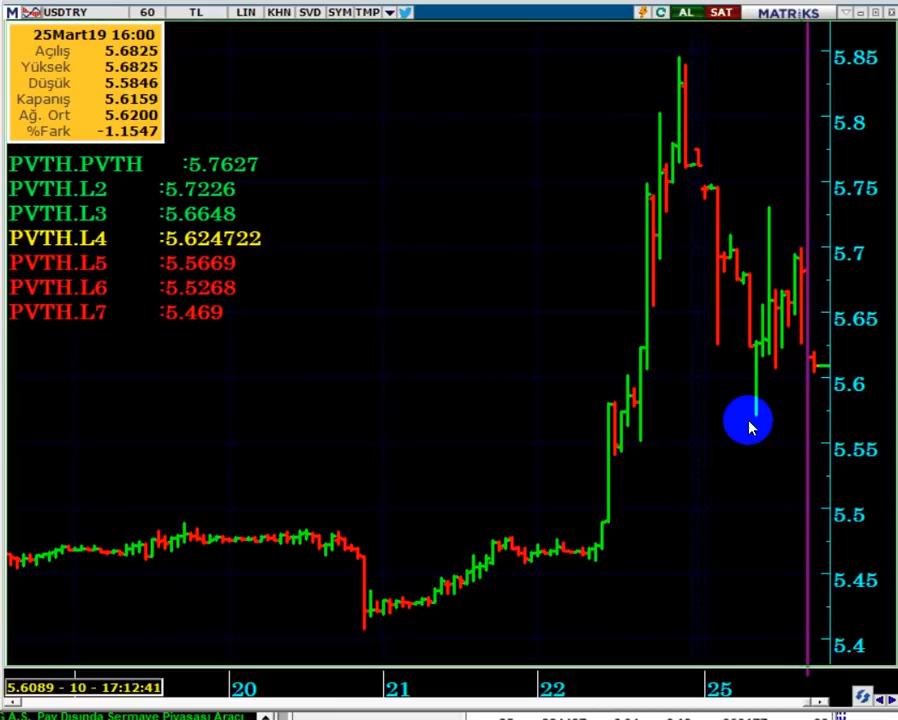 M USDTRY 60 TL LIN KHN SVD SYM TMP AL SAT MATRIKS
25Mart19 16:00
Açılış 5.6825
Yüksek 5.6825
Düşük 5.5846
Kapanış 5.6159
Ağ. Ort 5.6200
%Fark -1.1547
PVTH.PVTH :5.7627
PVTH.L2 :5.7226
PVTH.L3 :5.6648
PVTH.L4 :5.624722
PVTH.L5 :5.5669
PVTH.L6 :5.5268
PVTH.L7 :5.469
5.85
5.8
5.75
5.7
5.65
5.6
5.55
5.5
5.45
5.4
5.6089 - 10 - 17:12:41
20 21 22 25
A.S. Pay Dışında Sermaye Piyasası Aracı